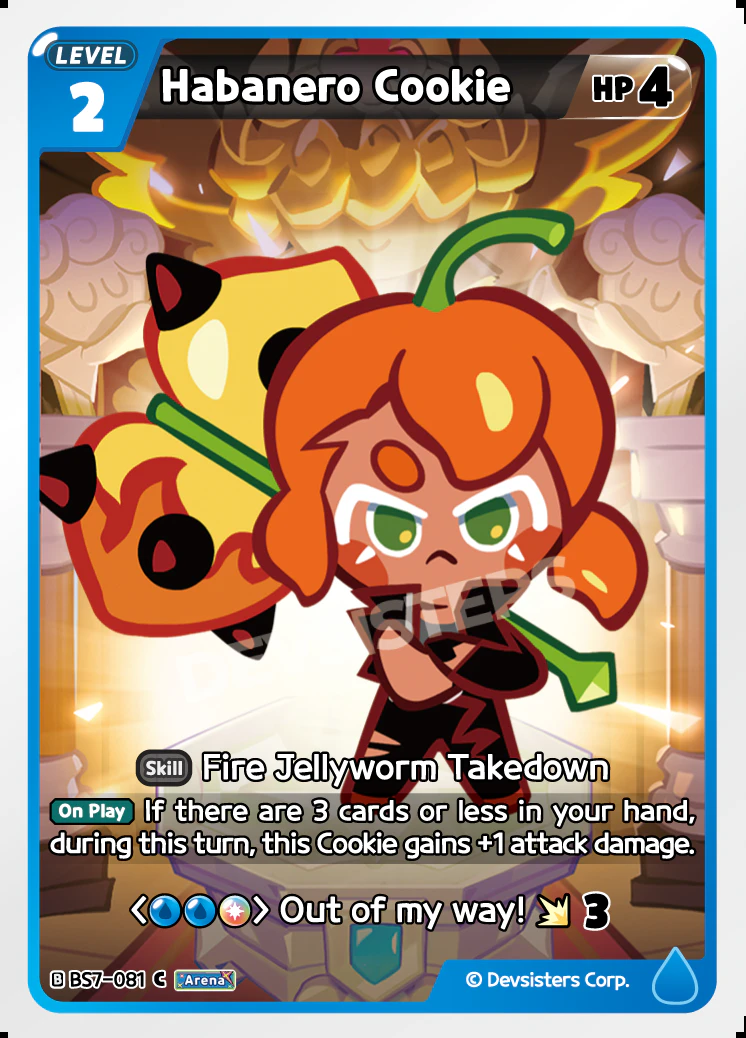 LEVEL
2
Habanero Cookie
HP 4
DEVSISTERS
Skill Fire Jellyworm Takedown
On Play If there are 3 cards or less in your hand,
during this turn, this Cookie gains +1 attack damage.
Out of my way! 3
B BS7-081 C Arena
© Devsisters Corp.